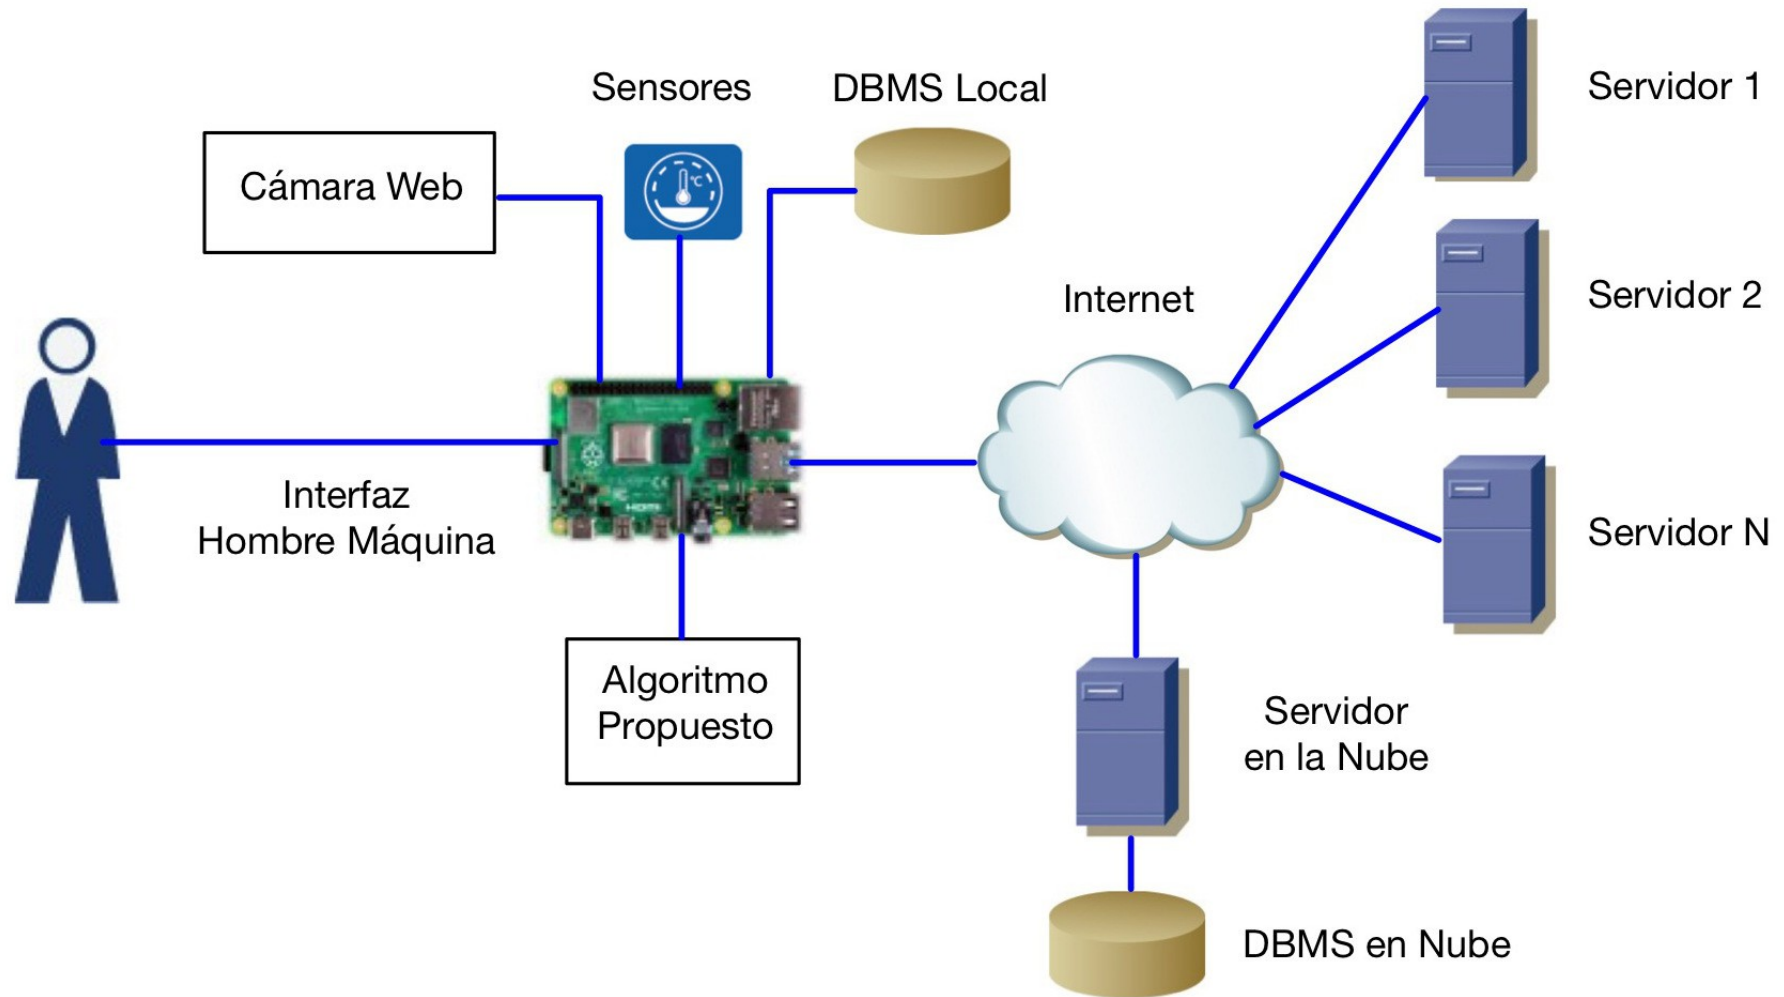 Sensores
DBMS Local
Servidor 1
Cámara Web
°C
Internet
Servidor 2
Interfaz
Hombre Máquina
HDMI
Servidor N
Algoritmo
Propuesto
Servidor
en la Nube
DBMS en Nube